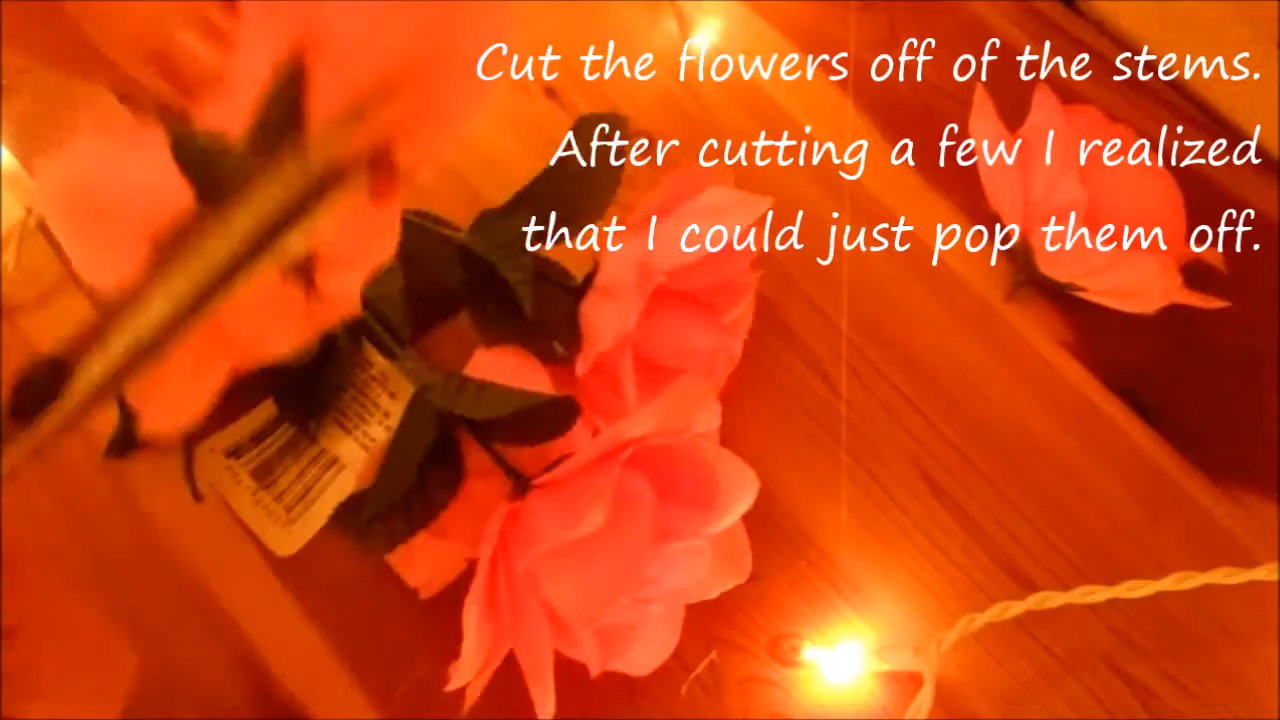 Cut the flowers off of the stems.
After cutting a few I realized
that I could just pop them off.